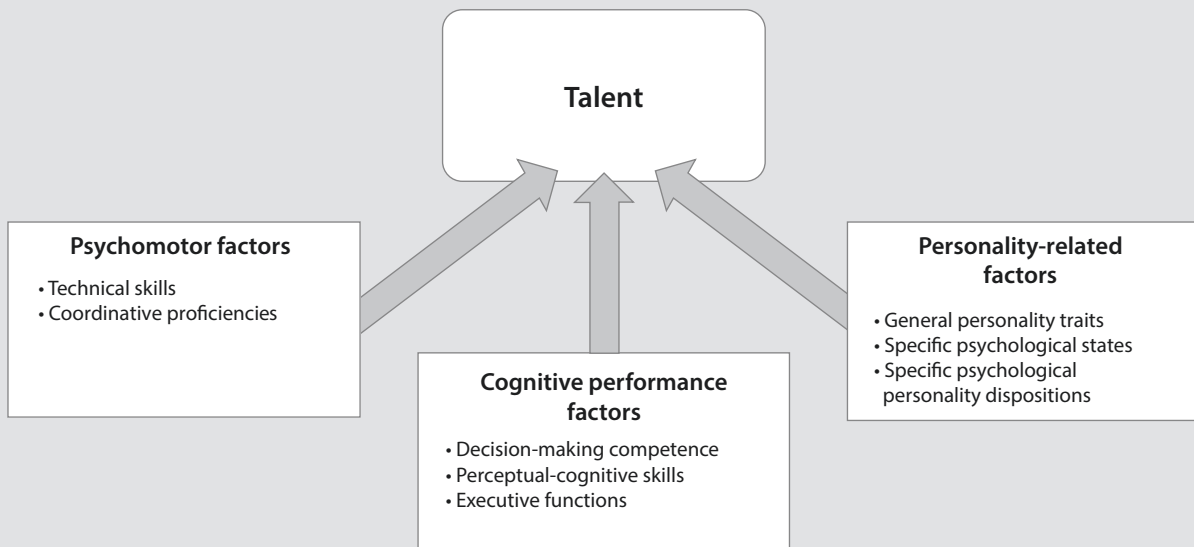 Talent
Psychomotor factors
• Technical skills
• Coordinative proficiencies
Cognitive performance
factors
• Decision-making competence
• Perceptual-cognitive skills
• Executive functions
Personality-related
factors
• General personality traits
• Specific psychological states
• Specific psychological
personality dispositions